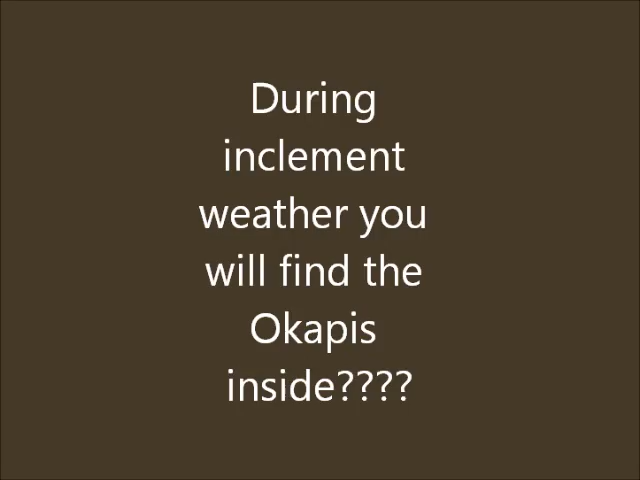 During
inclement
weather you
will find the
Okapis
inside????